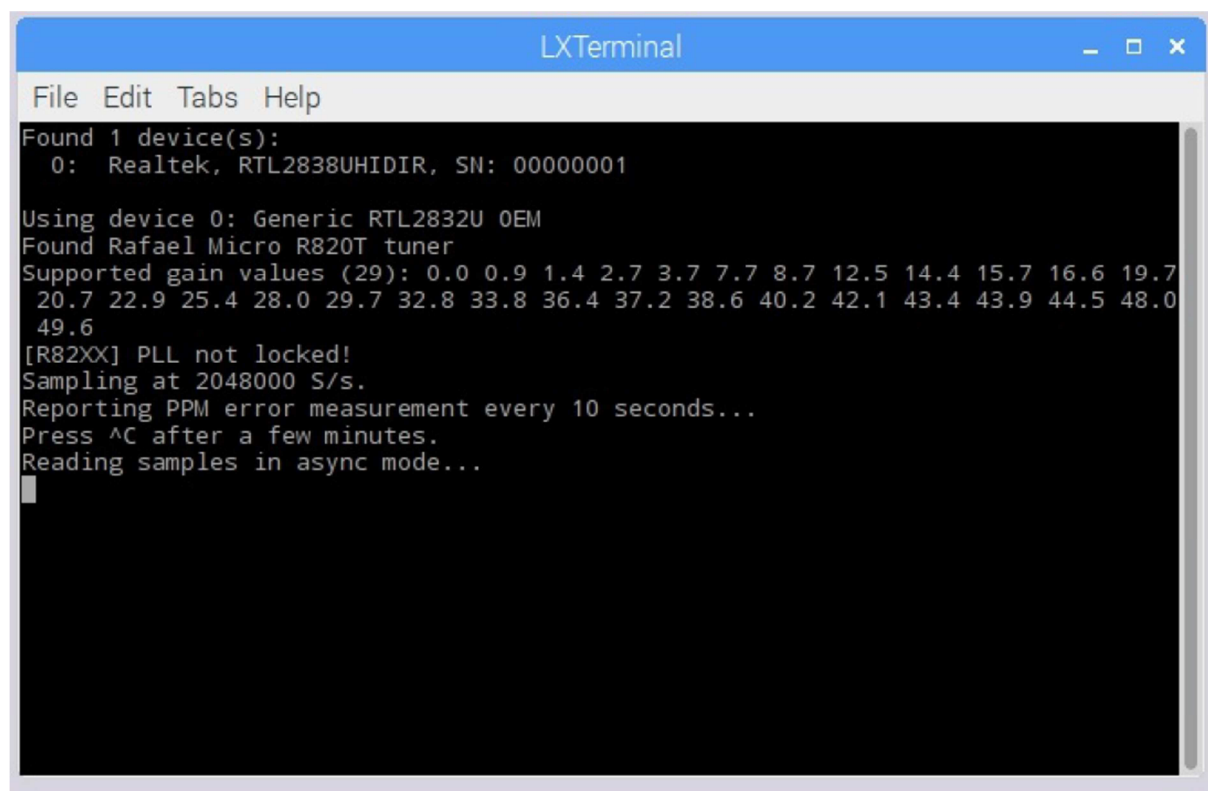 LXTerminal
File Edit Tabs Help
Found 1 device(s):
  0:  Realtek, RTL2838UHIDIR, SN: 00000001
Using device 0: Generic RTL2832U OEM
Found Rafael Micro R820T tuner
Supported gain values (29): 0.0 0.9 1.4 2.7 3.7 7.7 8.7 12.5 14.4 15.7 16.6 19.7
 20.7 22.9 25.4 28.0 29.7 32.8 33.8 36.4 37.2 38.6 40.2 42.1 43.4 43.9 44.5 48.0
 49.6
[R82XX] PLL not locked!
Sampling at 2048000 S/s.
Reporting PPM error measurement every 10 seconds...
Press ^C after a few minutes.
Reading samples in async mode...